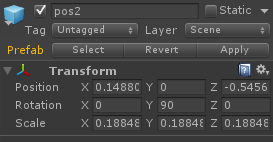 pos2 Static
Tag Untagged Layer Scene
Prefab Select Revert Apply
Transform
Position X 0.14880 Y 0 Z -0.5456
Rotation X 0 Y 90 Z 0
Scale X 0.18848 Y 0.18848 Z 0.18848